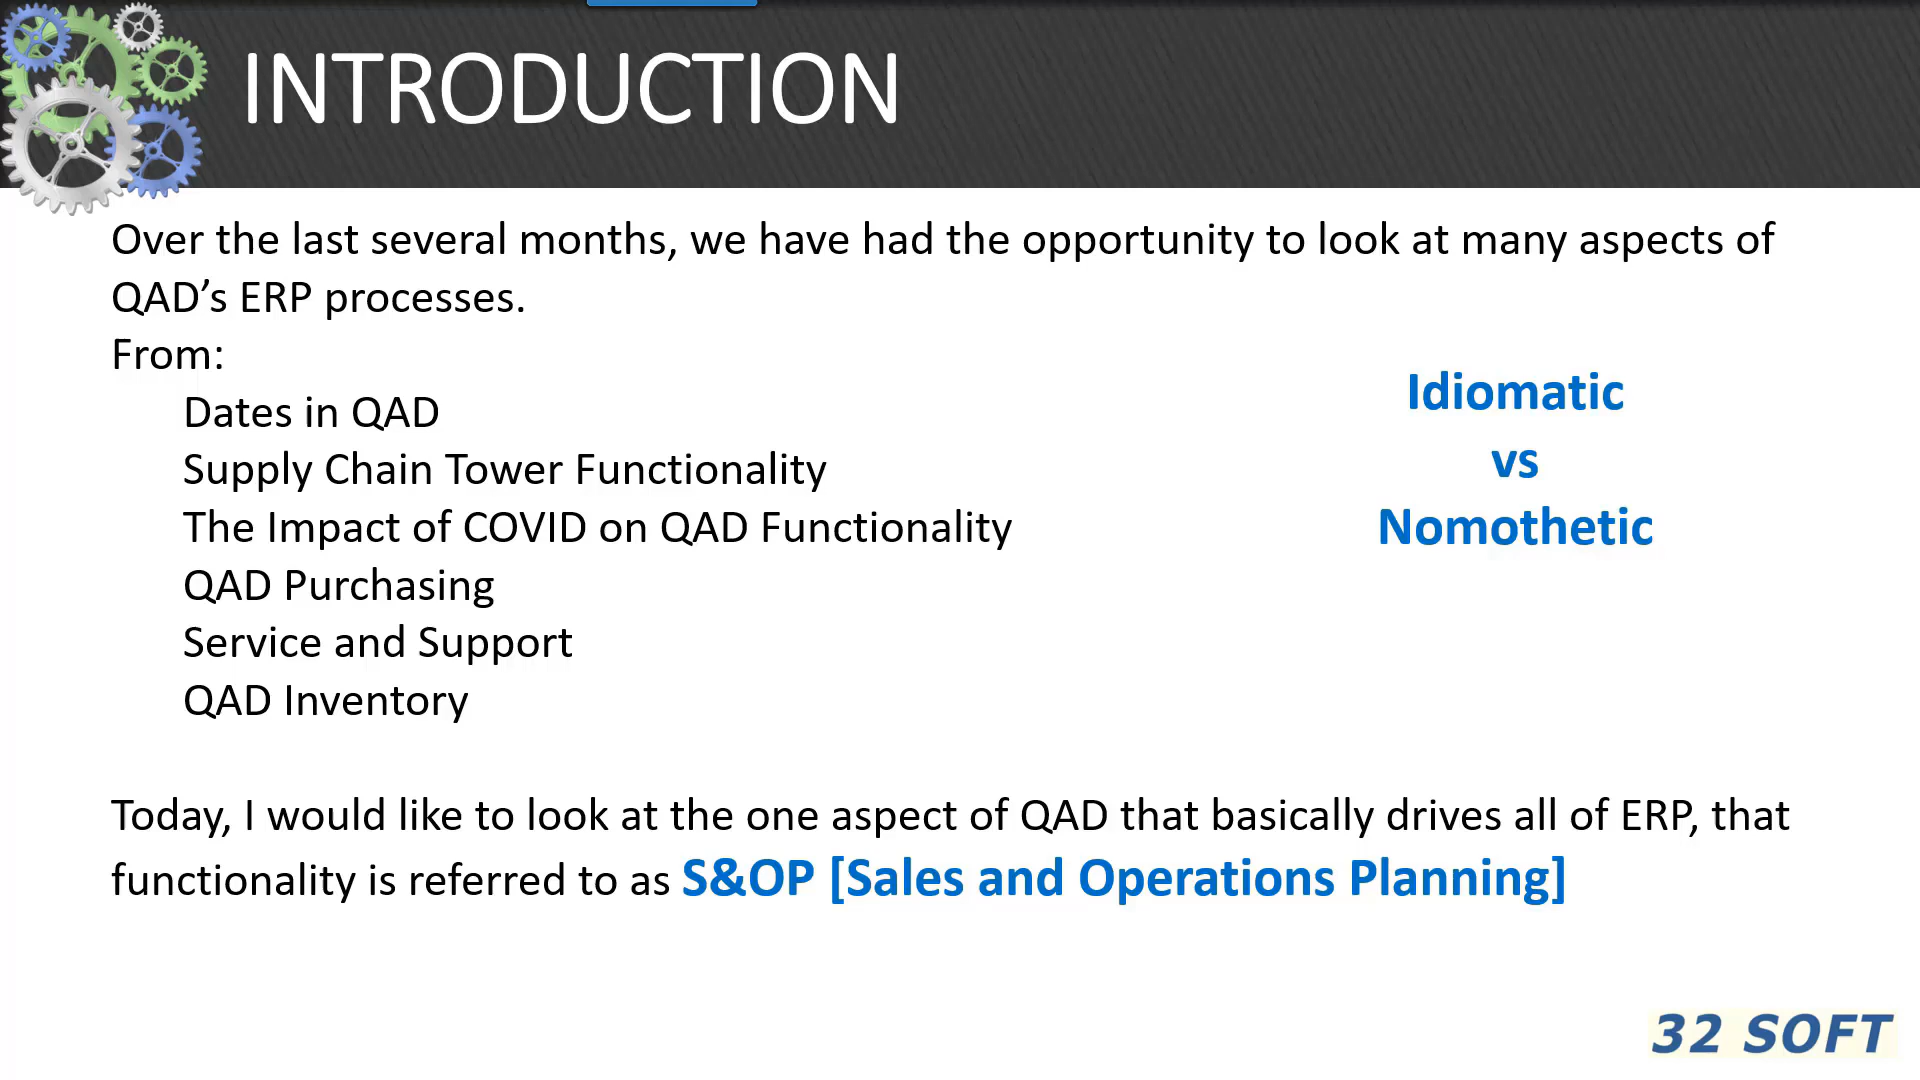 INTRODUCTION
Over the last several months, we have had the opportunity to look at many aspects of
QAD’s ERP processes.
From:
Dates in QAD
Supply Chain Tower Functionality
The Impact of COVID on QAD Functionality
QAD Purchasing
Service and Support
QAD Inventory
Idiomatic
vs
Nomothetic
Today, I would like to look at the one aspect of QAD that basically drives all of ERP, that
functionality is referred to as S&OP [Sales and Operations Planning]
32 SOFT